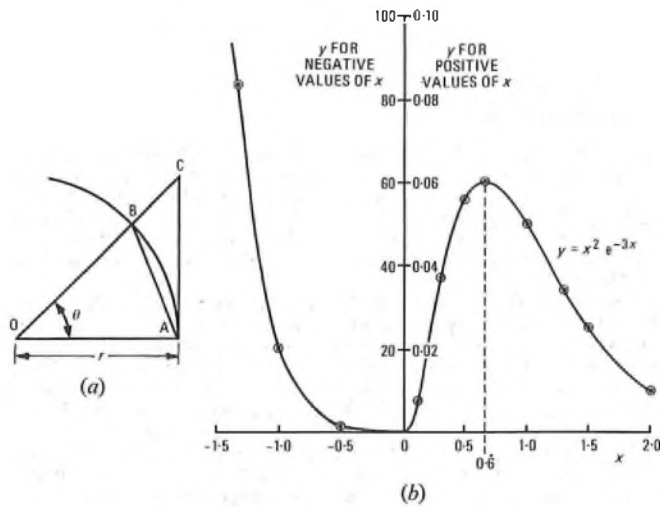 100
0·10
y FOR
NEGATIVE
VALUES OF x
y FOR
POSITIVE
VALUES OF x
80
0·08
C
B
60
0·06
y = x² e⁻³ˣ
40
0·04
O
θ
A
20
0·02
r
(a)
-1·5
-1·0
-0·5
0
0·5
1·0
1·5
2·0
0·6̇
x
(b)